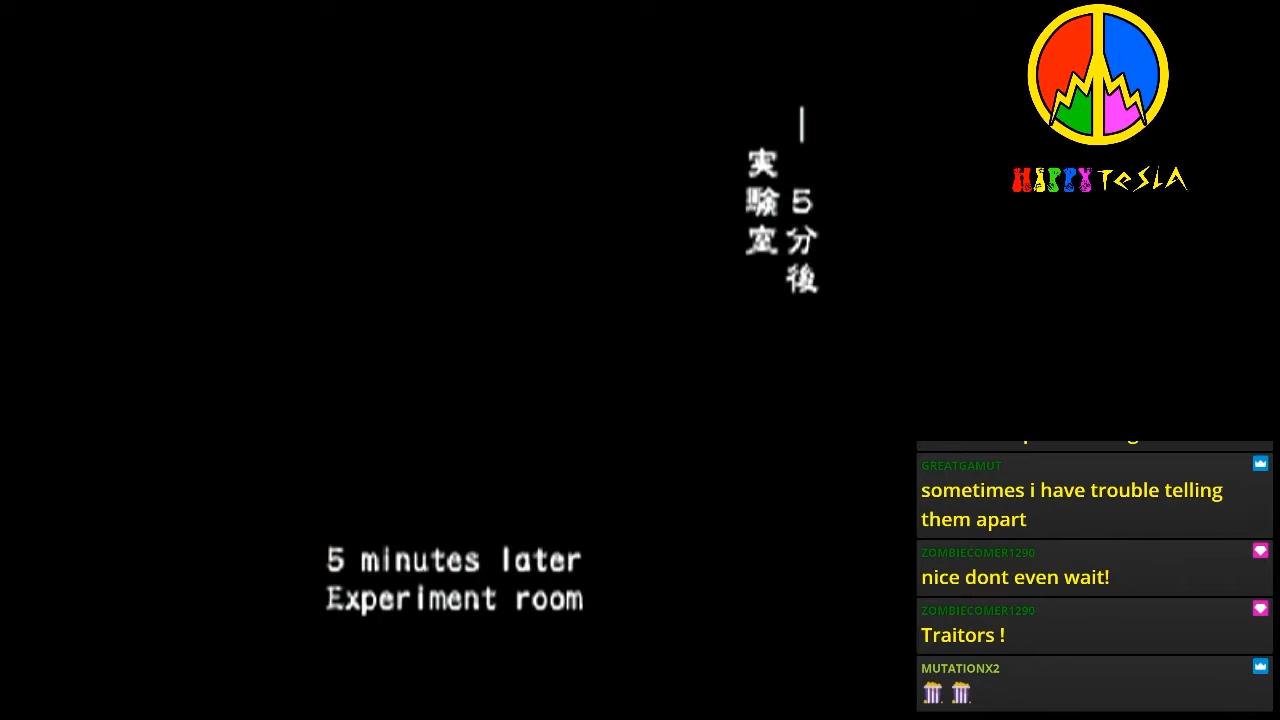 HAPPYTESLA
― 5分後
実験室
5 minutes later
Experiment room
GREATGAMUT
sometimes i have trouble telling
them apart
ZOMBIECOMER1290
nice dont even wait!
ZOMBIECOMER1290
Traitors !
MUTATIONX2